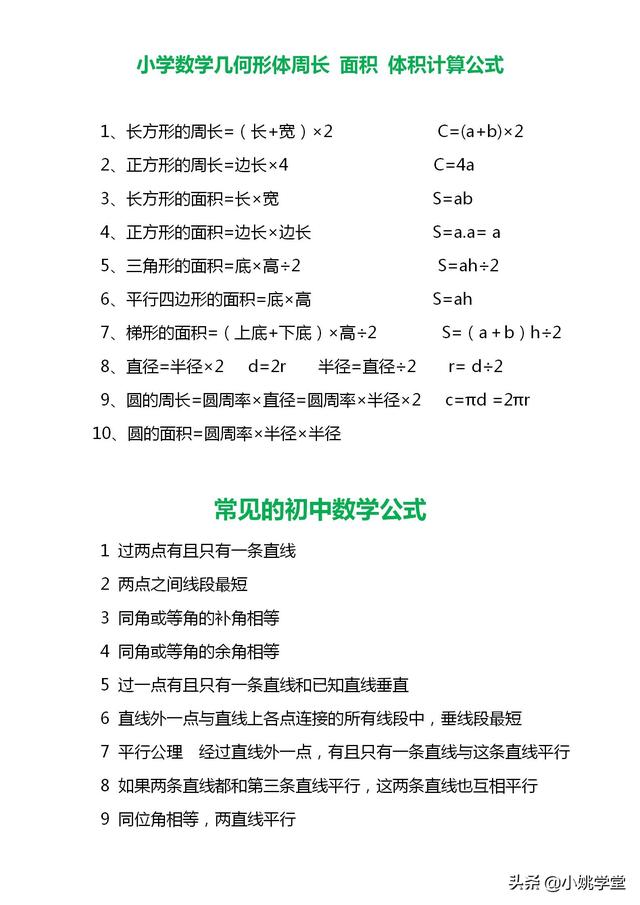 小学数学几何形体周长 面积 体积计算公式
1、长方形的周长=（长+宽）×2 C=(a+b)×2
2、正方形的周长=边长×4 C=4a
3、长方形的面积=长×宽 S=ab
4、正方形的面积=边长×边长 S=a.a= a
5、三角形的面积=底×高÷2 S=ah÷2
6、平行四边形的面积=底×高 S=ah
7、梯形的面积=（上底+下底）×高÷2 S=（a＋b）h÷2
8、直径=半径×2 d=2r 半径=直径÷2 r= d÷2
9、圆的周长=圆周率×直径=圆周率×半径×2 c=πd =2πr
10、圆的面积=圆周率×半径×半径
常见的初中数学公式
1 过两点有且只有一条直线
2 两点之间线段最短
3 同角或等角的补角相等
4 同角或等角的余角相等
5 过一点有且只有一条直线和已知直线垂直
6 直线外一点与直线上各点连接的所有线段中，垂线段最短
7 平行公理 经过直线外一点，有且只有一条直线与这条直线平行
8 如果两条直线都和第三条直线平行，这两条直线也互相平行
9 同位角相等，两直线平行
头条 @小姚学堂